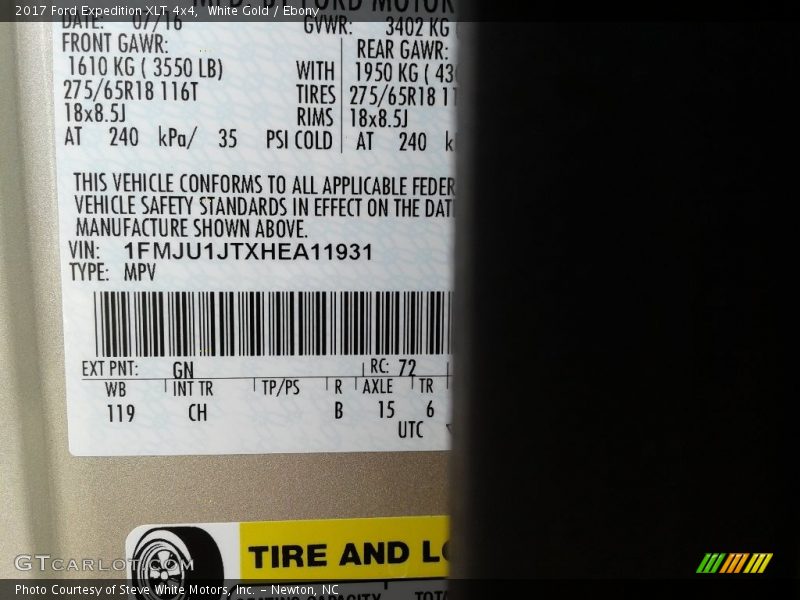 2017 Ford Expedition XLT 4x4, White Gold / Ebony
FORD MOTOR
DATE: 07/16 GVWR: 3402 KG
FRONT GAWR: REAR GAWR:
1610 KG ( 3550 LB) WITH 1950 KG (
275/65R18 116T TIRES 275/65R18
18x8.5J RIMS 18x8.5J
AT 240 kPa/ 35 PSI COLD AT 240
THIS VEHICLE CONFORMS TO ALL APPLICABLE
VEHICLE SAFETY STANDARDS IN EFFECT ON THE
MANUFACTURE SHOWN ABOVE.
VIN: 1FMJU1JTXHEA11931
TYPE: MPV
EXT PNT: GN RC: 72
WB INT TR TP/PS R AXLE TR
119 CH B 15 6
UTC
TIRE AND
GTcarlot.com
Photo Courtesy of Steve White Motors, Inc. - Newton, NC